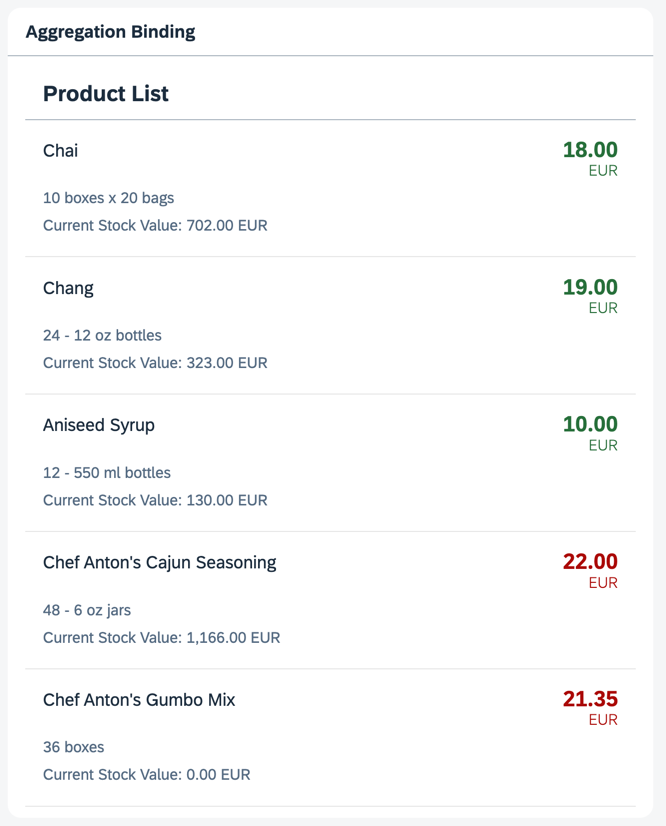 Aggregation Binding
Product List
Chai
18.00
EUR
10 boxes x 20 bags
Current Stock Value: 702.00 EUR
Chang
19.00
EUR
24 - 12 oz bottles
Current Stock Value: 323.00 EUR
Aniseed Syrup
10.00
EUR
12 - 550 ml bottles
Current Stock Value: 130.00 EUR
Chef Anton's Cajun Seasoning
22.00
EUR
48 - 6 oz jars
Current Stock Value: 1,166.00 EUR
Chef Anton's Gumbo Mix
21.35
EUR
36 boxes
Current Stock Value: 0.00 EUR